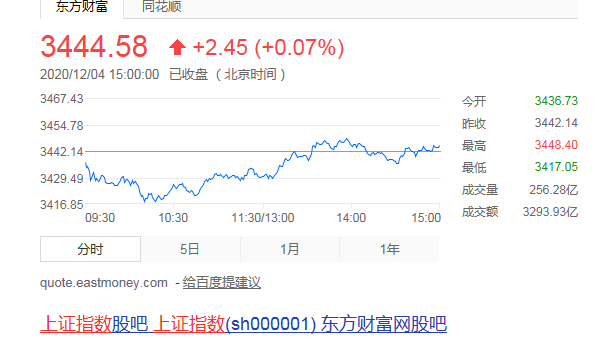 东方财富 同花顺
3444.58 +2.45 (+0.07%)
2020/12/04 15:00:00 已收盘 (北京时间)
3467.43
3454.78
3442.14
3429.49
3416.85
09:30 10:30 11:30/13:00 14:00 15:00
今开 3436.73
昨收 3442.14
最高 3448.40
最低 3417.05
成交量 256.28亿
成交额 3293.93亿
分时 5日 1月 1年
quote.eastmoney.com - 给百度提建议
上证指数股吧_上证指数(sh000001)_东方财富网股吧